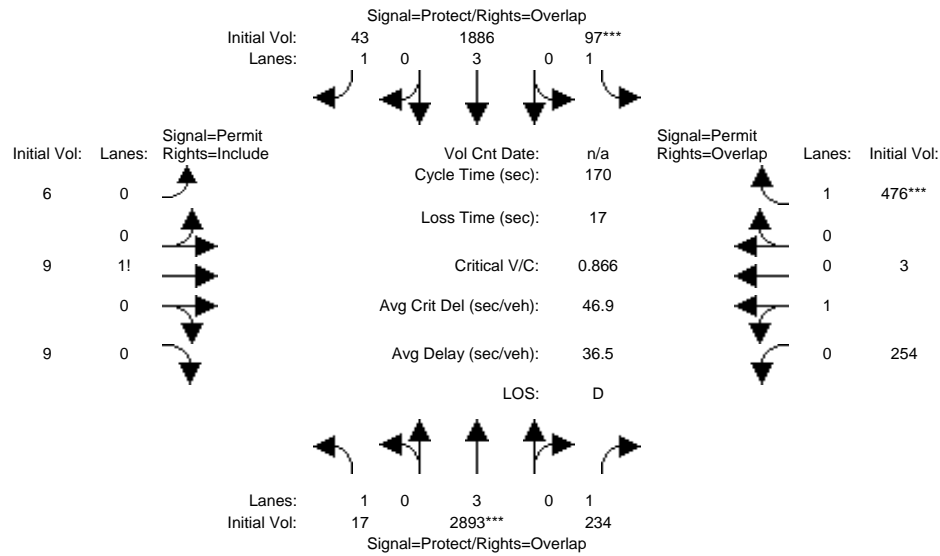 Signal=Protect/Rights=Overlap
Initial Vol: 43 1886 97***
Lanes: 1 0 3 0 1
Signal=Permit
Rights=Include
Signal=Permit
Rights=Overlap
Initial Vol: Lanes:
Vol Cnt Date: n/a
Lanes: Initial Vol:
Cycle Time (sec): 170
6 0
1 476***
Loss Time (sec): 17
0
0
9 1!
Critical V/C: 0.866
0 3
0
Avg Crit Del (sec/veh): 46.9
1
9 0
Avg Delay (sec/veh): 36.5
0 254
LOS: D
Lanes: 1 0 3 0 1
Initial Vol: 17 2893*** 234
Signal=Protect/Rights=Overlap